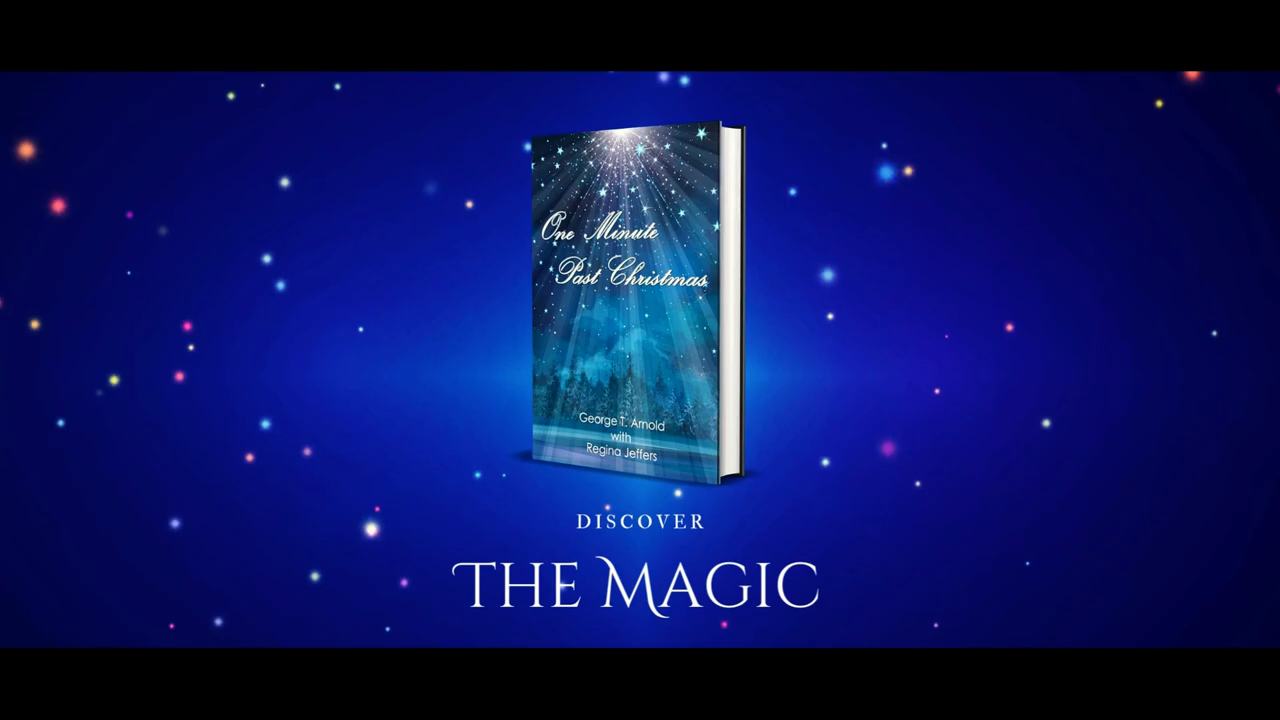 One Minute
Past Christmas
George T. Arnold
with
Regina Jeffers
DISCOVER
THE MAGIC